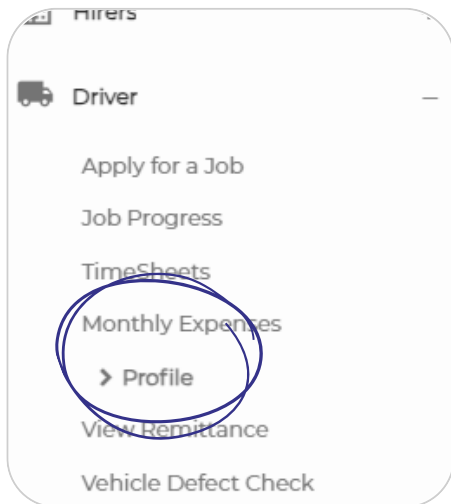 Hirers
Driver
Apply for a Job
Job Progress
TimeSheets
Monthly Expenses
Profile
View Remittance
Vehicle Defect Check